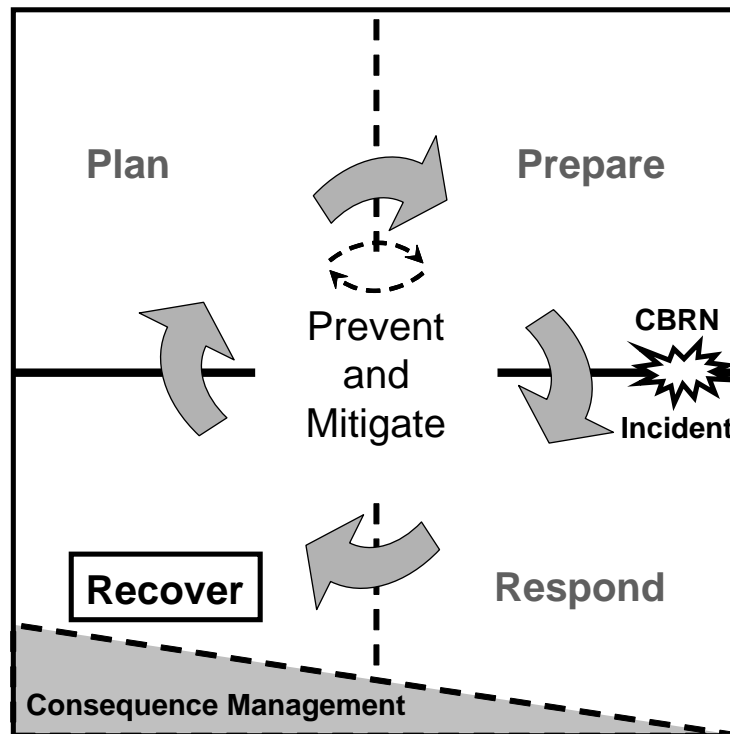 Plan
Prepare
Prevent
and
Mitigate
CBRN
Incident
Recover
Respond
Consequence Management